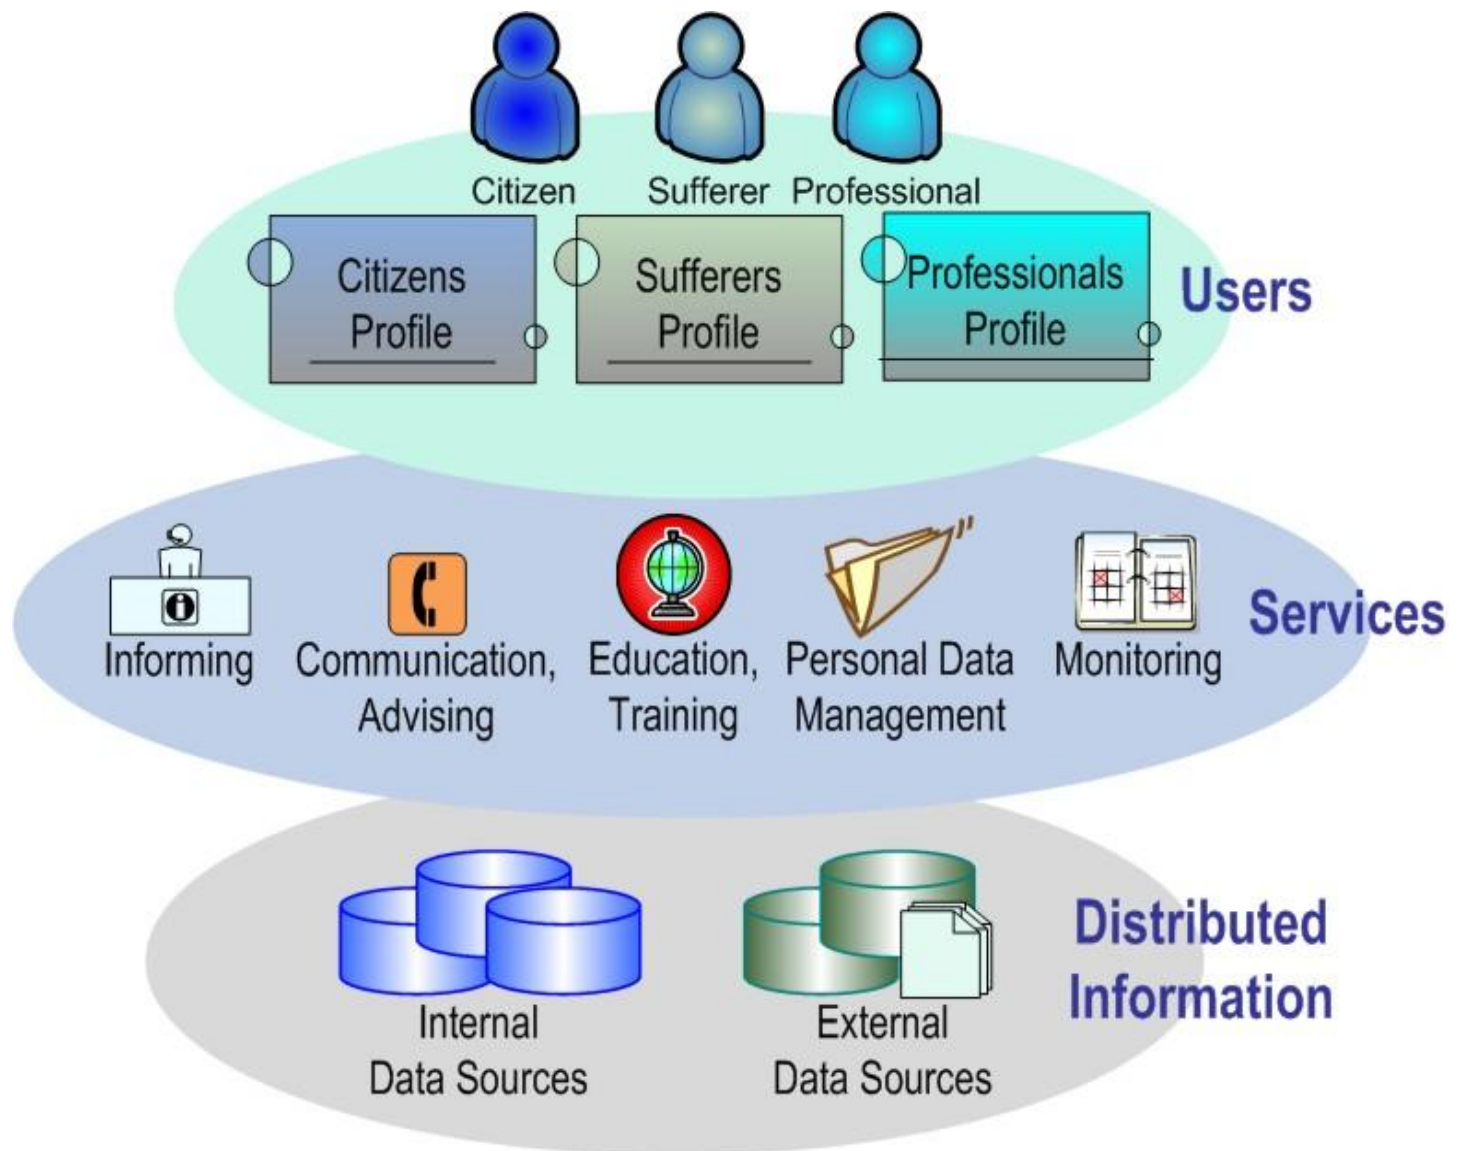 Citizen
Sufferer
Professional
Citizens
Profile
Sufferers
Profile
Professionals
Profile
Users
Informing
Communication,
Advising
Education,
Training
Personal Data
Management
Monitoring
Services
Internal
Data Sources
External
Data Sources
Distributed
Information